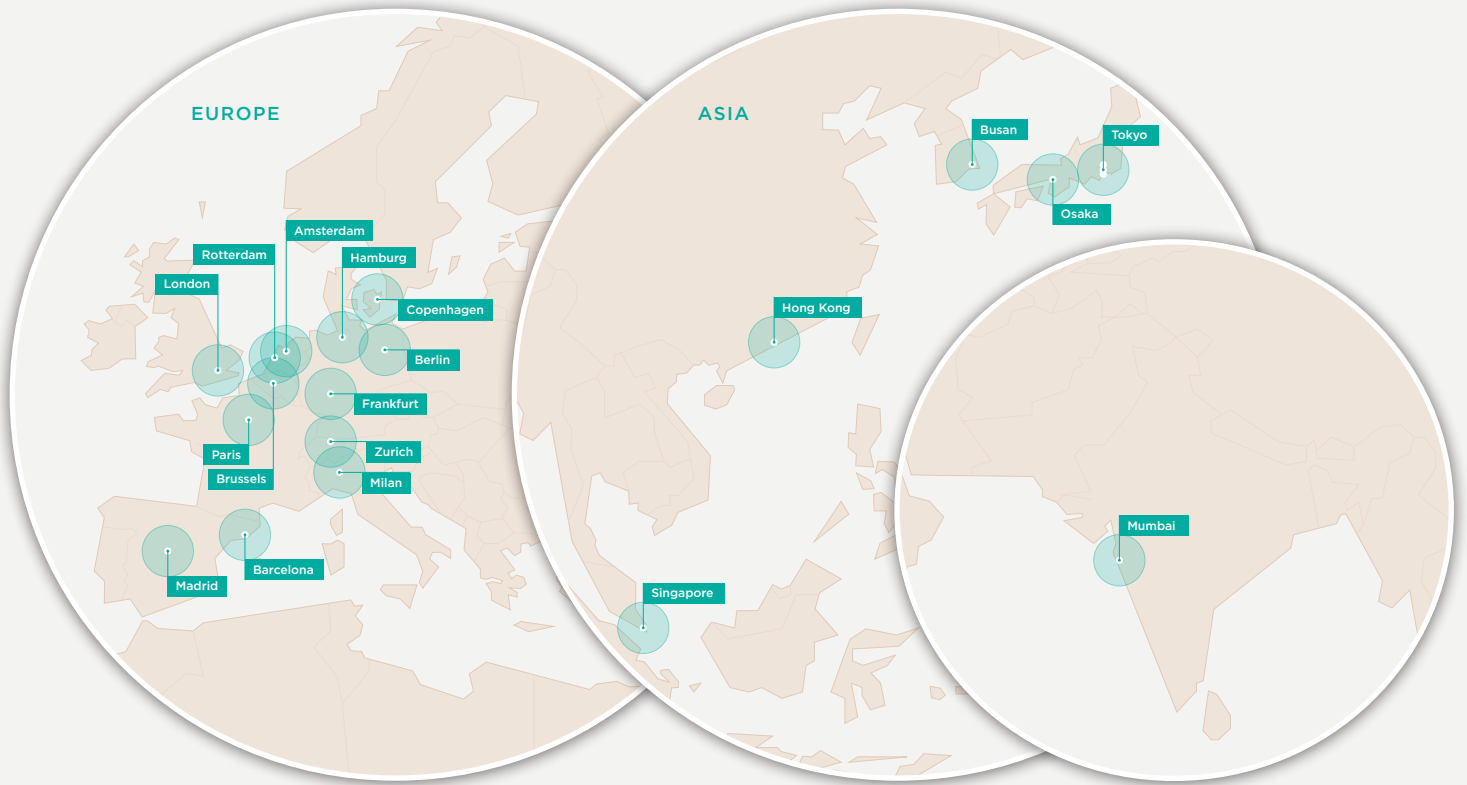 EUROPE
Amsterdam
Rotterdam
Hamburg
London
Copenhagen
Berlin
Frankfurt
Zurich
Paris
Brussels
Milan
Barcelona
Madrid
ASIA
Busan
Tokyo
Osaka
Hong Kong
Singapore
Mumbai